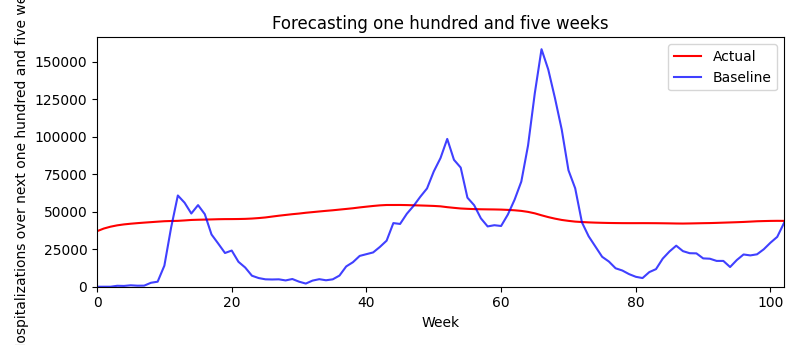 Forecasting one hundred and five weeks
ospitalizations over next one hundred and five we
150000
125000
100000
75000
50000
25000
0
0 20 40 60 80 100
Week
Actual
Baseline